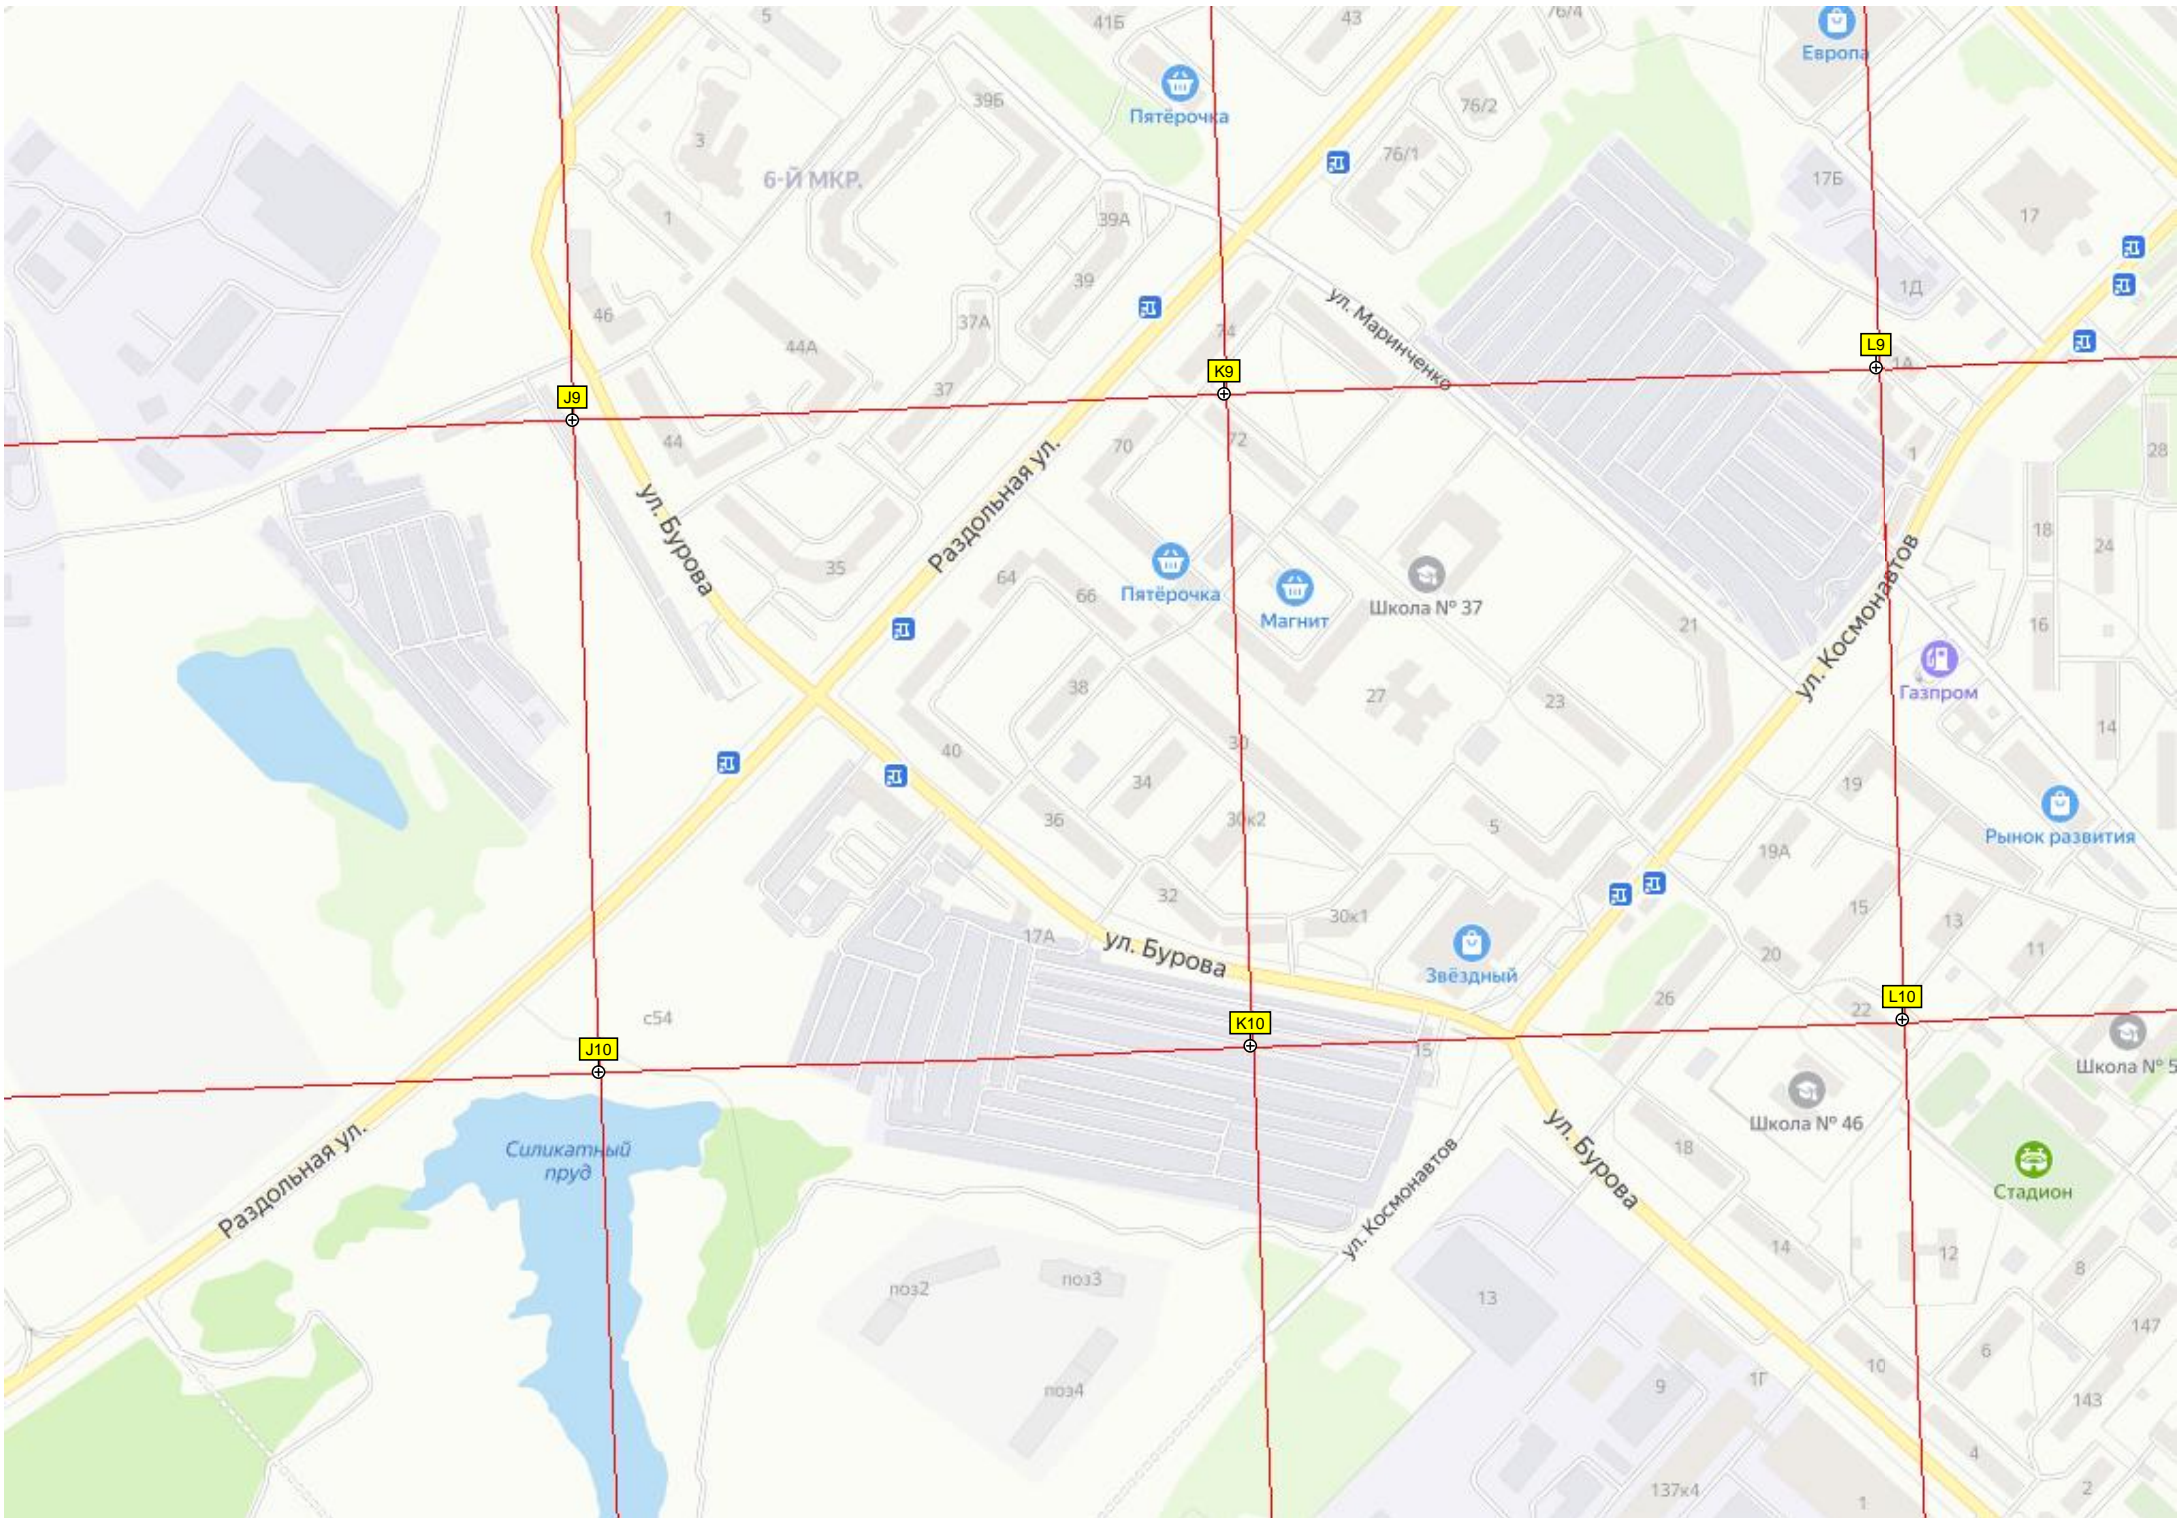 5
41Б
43
76/4
Европа
Пятёрочка
39Б
76/2
3
76/1
6-Й МКР.
17Б
1
39А
17
39
1Д
46
37А
ул. Маринченко
74
44А
L9
1А
K9
J9
37
44
70
72
1
28
Раздольная ул.
ул. Бурова
18
24
35
64
66
Пятёрочка
Магнит
Школа № 37
21
16
ул. Космонавтов
38
27
23
Газпром
14
40
30
34
19
36
30к2
5
Рынок развития
19А
32
30к1
15
13
17А
ул. Бурова
Звёздный
20
11
26
L10
22
с54
K10
J10
15
Школа № 5
Школа № 46
Силикатный
пруд
Раздольная ул.
ул. Космонавтов
ул. Бурова
18
Стадион
14
12
8
поз2
поз3
13
147
6
10
поз4
9
1Г
143
4
137к4
1
2